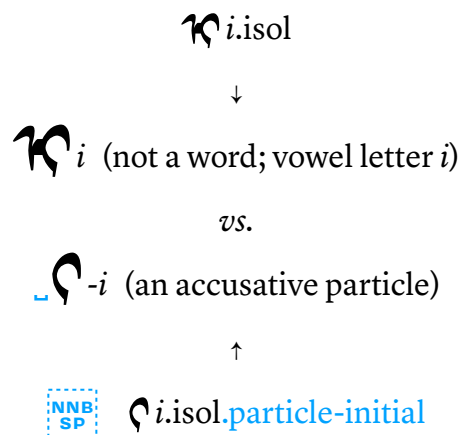 ᠢ i.isol
↓
ᠢ i (not a word; vowel letter i)
vs.
␣ᠢ -i (an accusative particle)
↑
NNB
SP
ᠢ i.isol.particle-initial